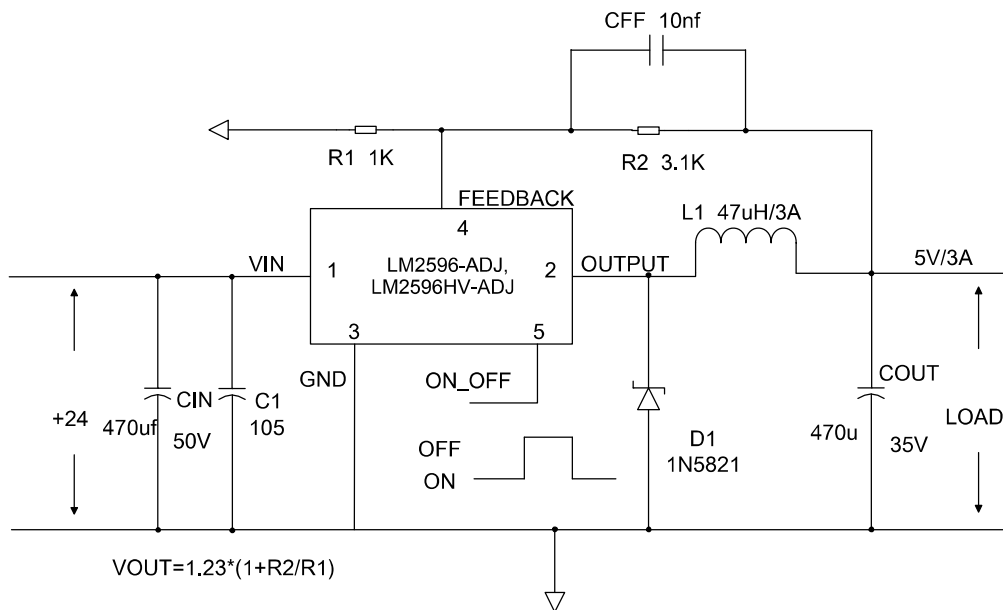 CFF 10nf
R1 1K
R2 3.1K
FEEDBACK
4
L1 47uH/3A
VIN
1
LM2596-ADJ,
LM2596HV-ADJ
2
OUTPUT
5V/3A
3
5
GND
ON_OFF
+24
470uf
CIN
50V
C1
105
OFF
ON
D1
1N5821
COUT
470u
35V
LOAD
VOUT=1.23*(1+R2/R1)